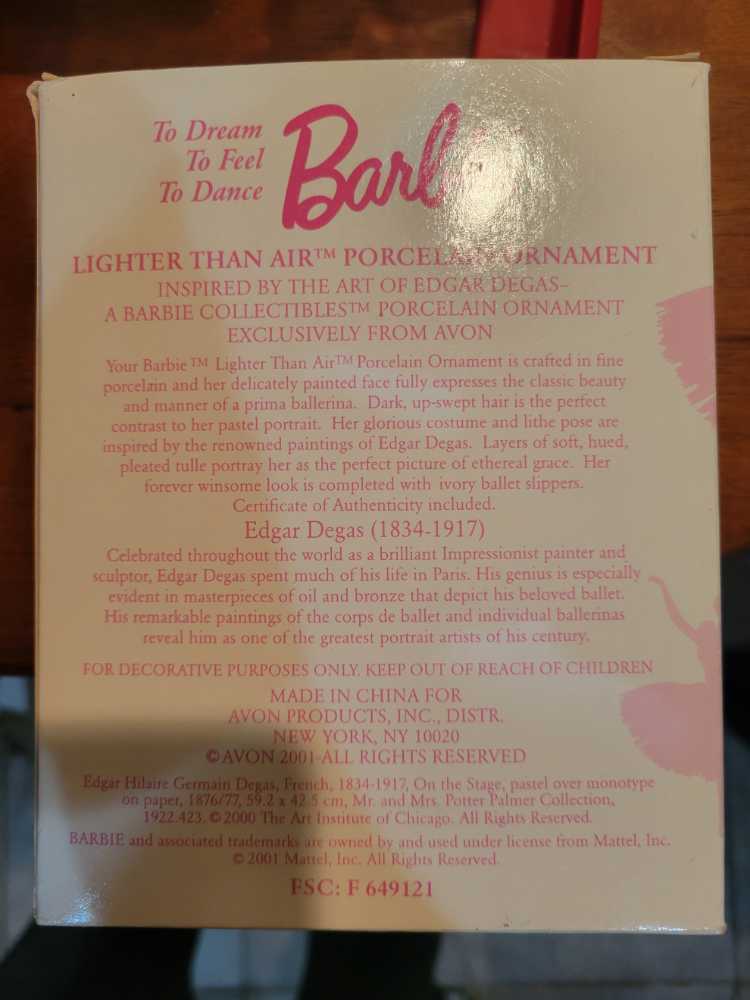 To Dream
To Feel
To Dance
Barbie
LIGHTER THAN AIR™ PORCELAIN ORNAMENT
INSPIRED BY THE ART OF EDGAR DEGAS–
A BARBIE COLLECTIBLES™ PORCELAIN ORNAMENT
EXCLUSIVELY FROM AVON
Your Barbie™ Lighter Than Air™ Porcelain Ornament is crafted in fine
porcelain and her delicately painted face fully expresses the classic beauty
and manner of a prima ballerina. Dark, up-swept hair is the perfect
contrast to her pastel portrait. Her glorious costume and lithe pose are
inspired by the renowned paintings of Edgar Degas. Layers of soft, hued,
pleated tulle portray her as the perfect picture of ethereal grace. Her
forever winsome look is completed with ivory ballet slippers.
Certificate of Authenticity included.
Edgar Degas (1834-1917)
Celebrated throughout the world as a brilliant Impressionist painter and
sculptor, Edgar Degas spent much of his life in Paris. His genius is especially
evident in masterpieces of oil and bronze that depict his beloved ballet.
His remarkable paintings of the corps de ballet and individual ballerinas
reveal him as one of the greatest portrait artists of his century.
FOR DECORATIVE PURPOSES ONLY. KEEP OUT OF REACH OF CHILDREN
MADE IN CHINA FOR
AVON PRODUCTS, INC., DISTR.
NEW YORK, NY 10020
© AVON 2001 ALL RIGHTS RESERVED
Edgar Hilaire Germain Degas, French, 1834-1917, On the Stage, pastel over monotype
on paper, 1876/77, 59.2 x 42.5 cm, Mr. and Mrs. Potter Palmer Collection,
1922.423. © 2000 The Art Institute of Chicago. All Rights Reserved.
BARBIE and associated trademarks are owned by and used under license from Mattel, Inc.
© 2001 Mattel, Inc. All Rights Reserved.
FSC: F 649121